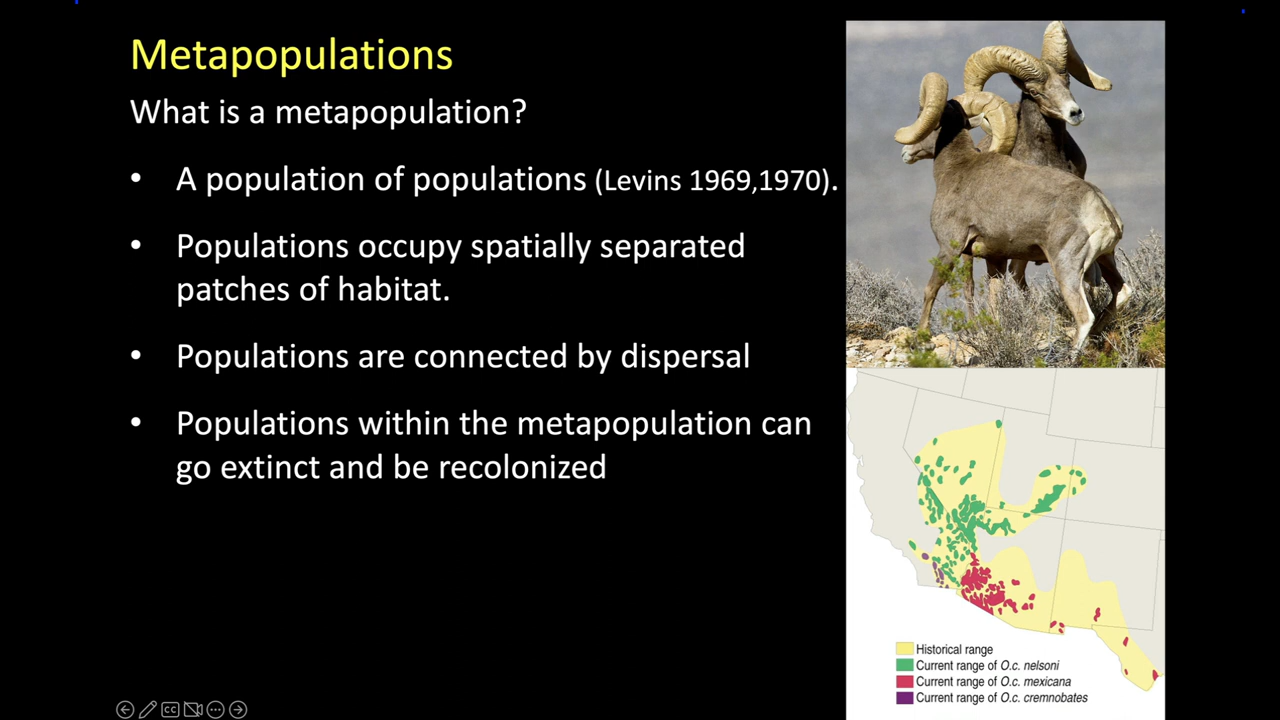 Metapopulations
What is a metapopulation?
• A population of populations (Levins 1969,1970).
• Populations occupy spatially separated
patches of habitat.
• Populations are connected by dispersal
• Populations within the metapopulation can
go extinct and be recolonized
Historical range
Current range of O.c. nelsoni
Current range of O.c. mexicana
Current range of O.c. cremnobates
CC